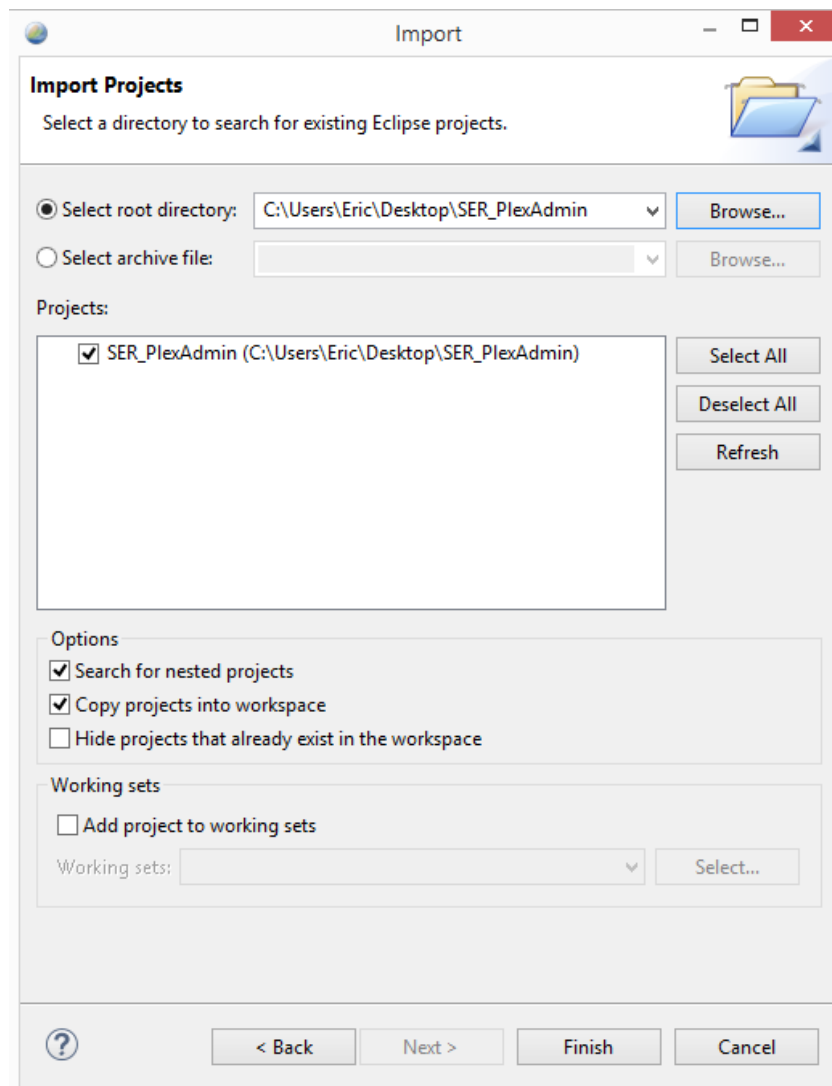 Import
Import Projects
Select a directory to search for existing Eclipse projects.
Select root directory: C:\Users\Eric\Desktop\SER_PlexAdmin Browse...
Select archive file: Browse...
Projects:
SER_PlexAdmin (C:\Users\Eric\Desktop\SER_PlexAdmin)
Select All
Deselect All
Refresh
Options
Search for nested projects
Copy projects into workspace
Hide projects that already exist in the workspace
Working sets
Add project to working sets
Working sets: Select...
? < Back Next > Finish Cancel